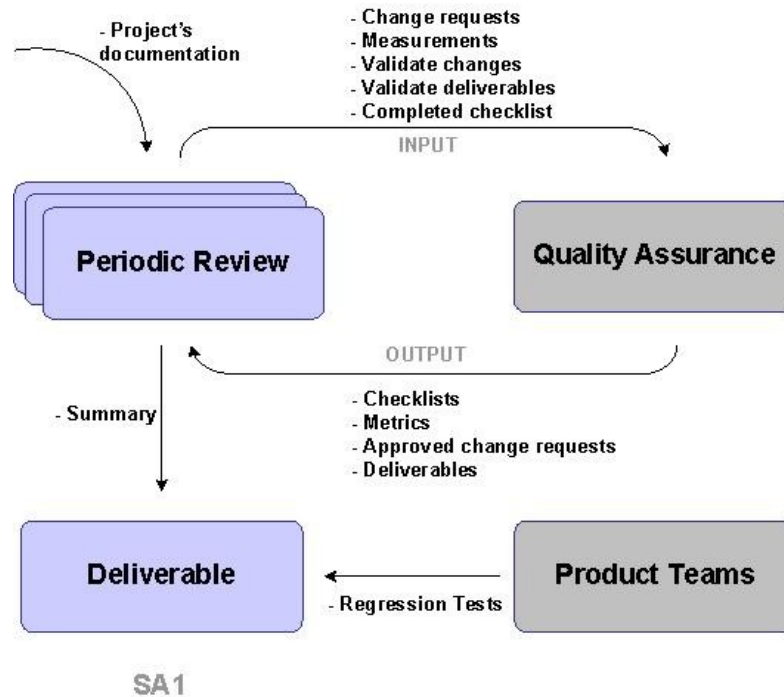 - Project's
documentation
- Change requests
- Measurements
- Validate changes
- Validate deliverables
- Completed checklist
INPUT
Periodic Review
Quality Assurance
OUTPUT
- Summary
- Checklists
- Metrics
- Approved change requests
- Deliverables
Deliverable
Product Teams
- Regression Tests
SA1